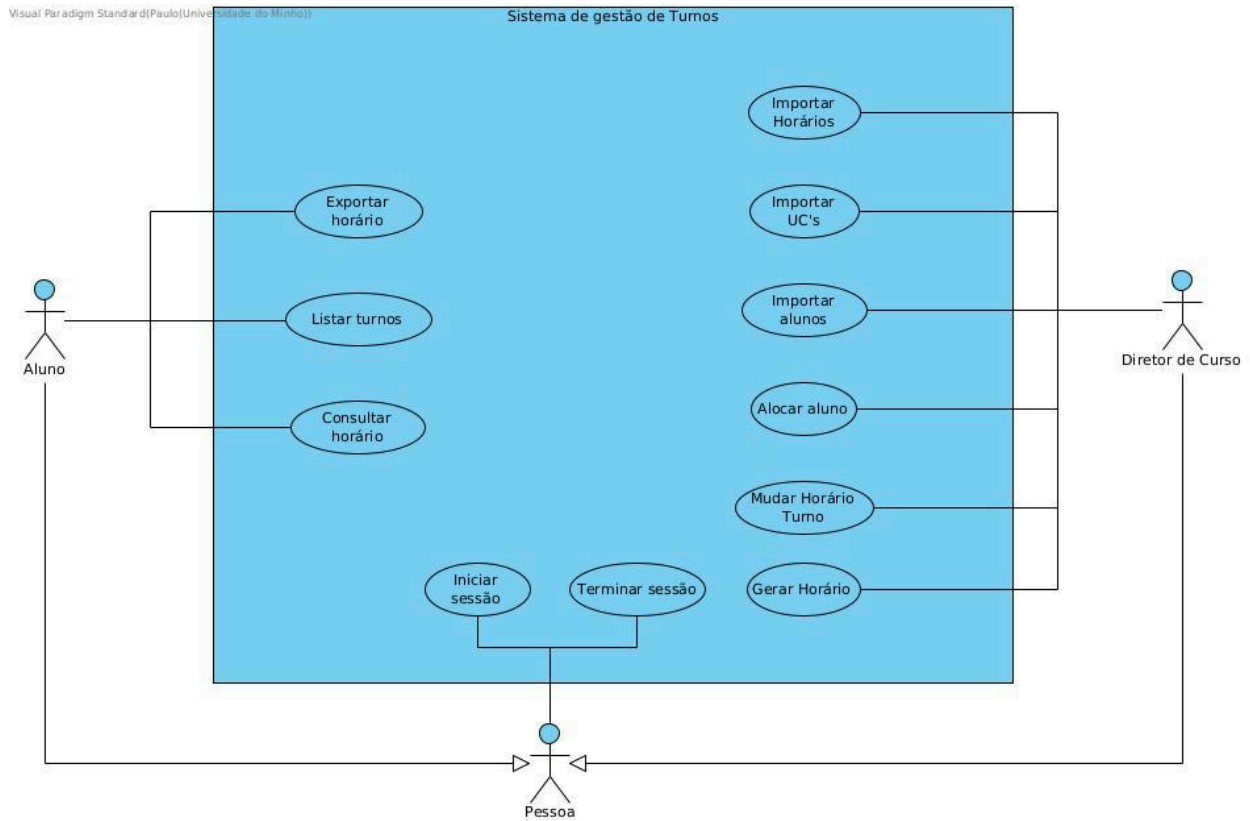 Visual Paradigm Standard(Paulo(Universidade do Minho))
Sistema de gestão de Turnos
Importar
Horários
Exportar
horário
Importar
UC's
Listar turnos
Importar
alunos
Aluno
Diretor de Curso
Consultar
horário
Alocar aluno
Mudar Horário
Turno
Iniciar
sessão
Terminar sessão
Gerar Horário
Pessoa